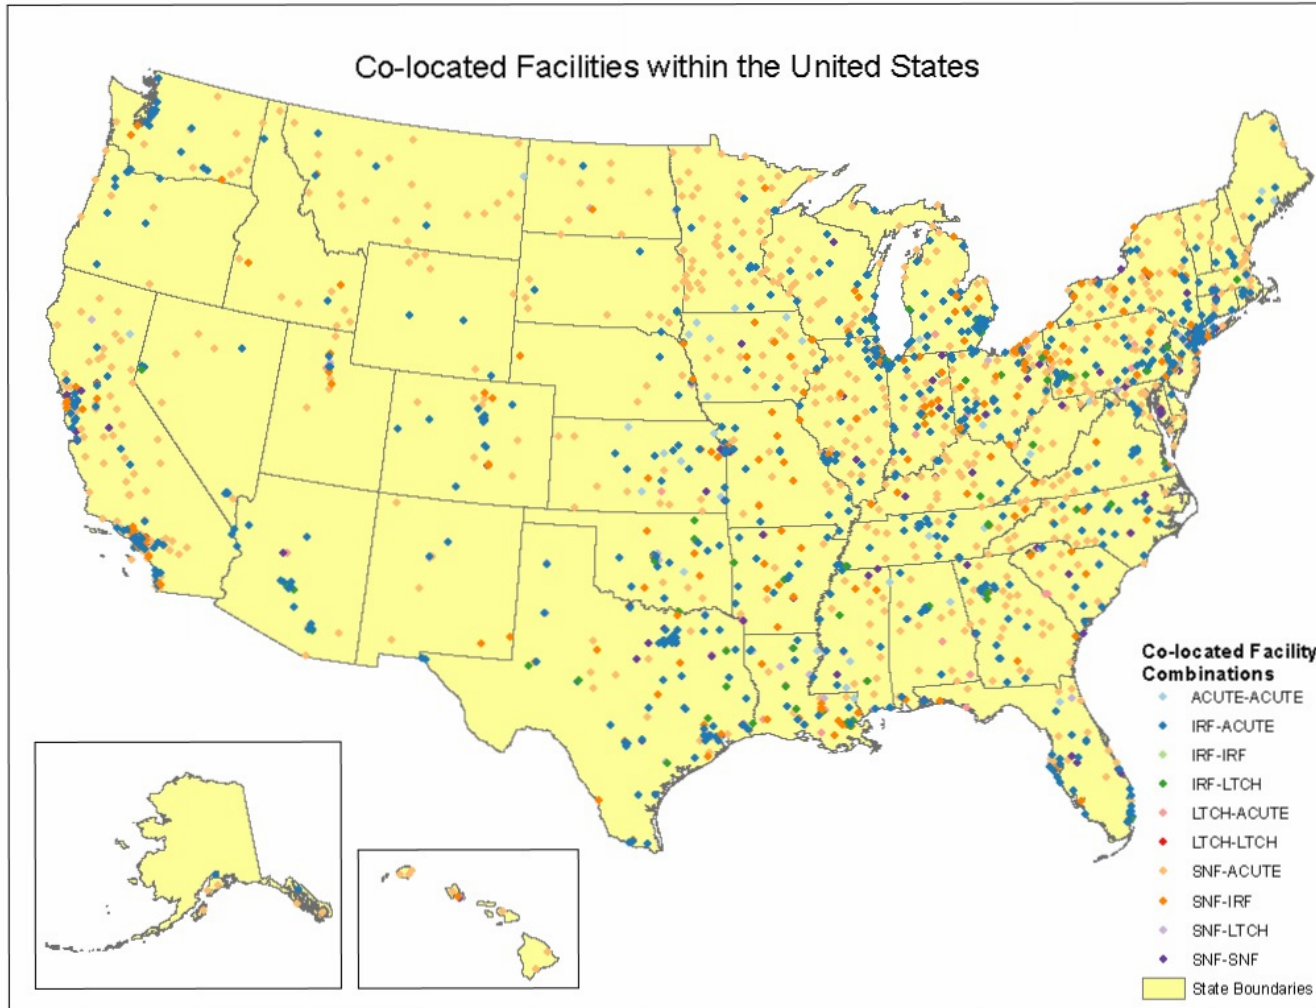 Co-located Facilities within the United States
Co-located Facility
Combinations
ACUTE-ACUTE
IRF-ACUTE
IRF-IRF
IRF-LTCH
LTCH-ACUTE
LTCH-LTCH
SNF-ACUTE
SNF-IRF
SNF-LTCH
SNF-SNF
State Boundaries